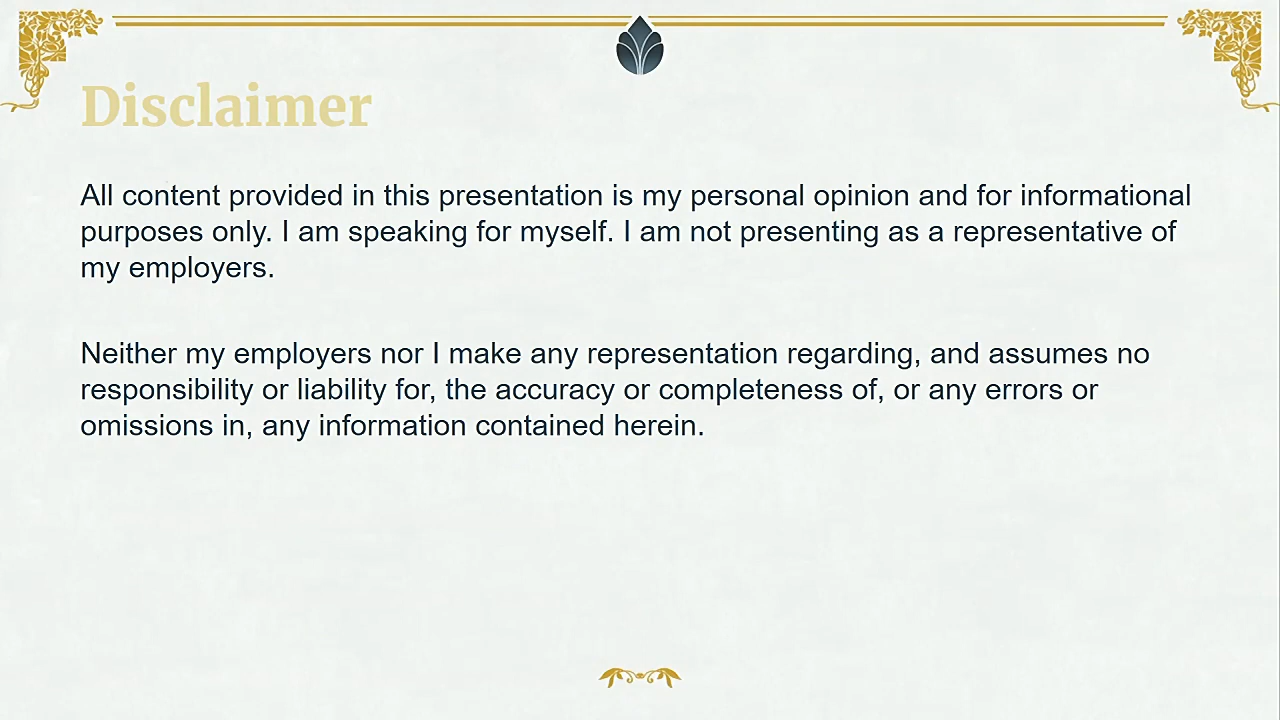 Disclaimer
All content provided in this presentation is my personal opinion and for informational
purposes only. I am speaking for myself. I am not presenting as a representative of
my employers.
Neither my employers nor I make any representation regarding, and assumes no
responsibility or liability for, the accuracy or completeness of, or any errors or
omissions in, any information contained herein.